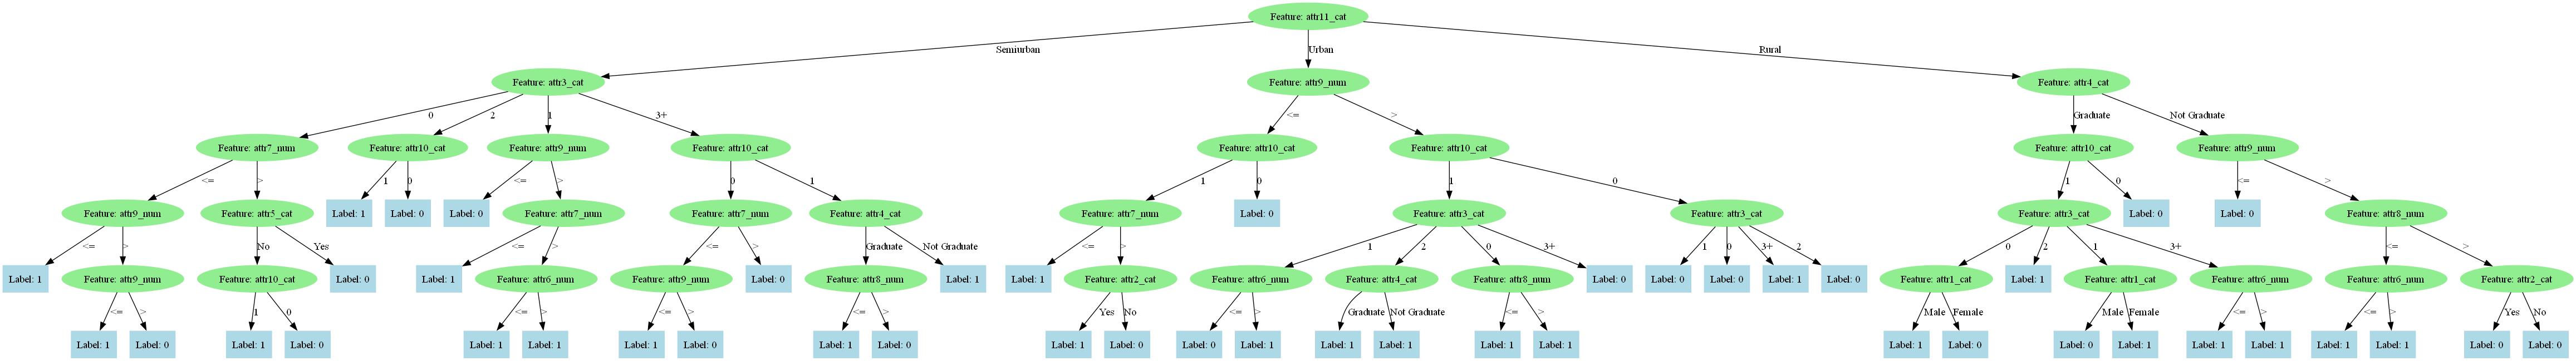 Feature: attr11_cat
Semiurban
Urban
Rural
Feature: attr3_cat
Feature: attr9_num
Feature: attr4_cat
0
2
1
3+
<=
>
Graduate
Not Graduate
Feature: attr7_num
Feature: attr10_cat
Feature: attr9_num
Feature: attr10_cat
Feature: attr10_cat
Feature: attr10_cat
Feature: attr10_cat
Feature: attr9_num
<=
>
1
0
<=
>
0
1
1
0
1
0
1
0
<=
>
Feature: attr9_num
Feature: attr5_cat
Label: 1
Label: 0
Label: 0
Feature: attr7_num
Feature: attr7_num
Feature: attr4_cat
Feature: attr7_num
Label: 0
Feature: attr3_cat
Feature: attr3_cat
Feature: attr3_cat
Label: 0
Label: 0
Feature: attr8_num
<=
>
No
Yes
<=
>
<=
>
Graduate
Not Graduate
<=
>
1
2
0
3+
1
0
3+
2
0
2
1
3+
<=
>
Label: 1
Feature: attr9_num
Feature: attr10_cat
Label: 0
Label: 1
Feature: attr6_num
Feature: attr9_num
Label: 0
Feature: attr8_num
Label: 1
Label: 1
Feature: attr2_cat
Feature: attr6_num
Feature: attr4_cat
Feature: attr8_num
Label: 0
Label: 0
Label: 0
Label: 1
Label: 0
Feature: attr1_cat
Label: 1
Feature: attr1_cat
Feature: attr6_num
Feature: attr6_num
Feature: attr2_cat
<=
>
1
0
<=
>
<=
>
<=
>
Yes
No
<=
>
Graduate
Not Graduate
<=
>
Male
Female
Male
Female
<=
>
<=
>
Yes
No
Label: 1
Label: 0
Label: 1
Label: 0
Label: 1
Label: 1
Label: 1
Label: 0
Label: 1
Label: 0
Label: 1
Label: 0
Label: 0
Label: 1
Label: 1
Label: 1
Label: 1
Label: 1
Label: 1
Label: 0
Label: 0
Label: 1
Label: 1
Label: 1
Label: 1
Label: 1
Label: 0
Label: 0